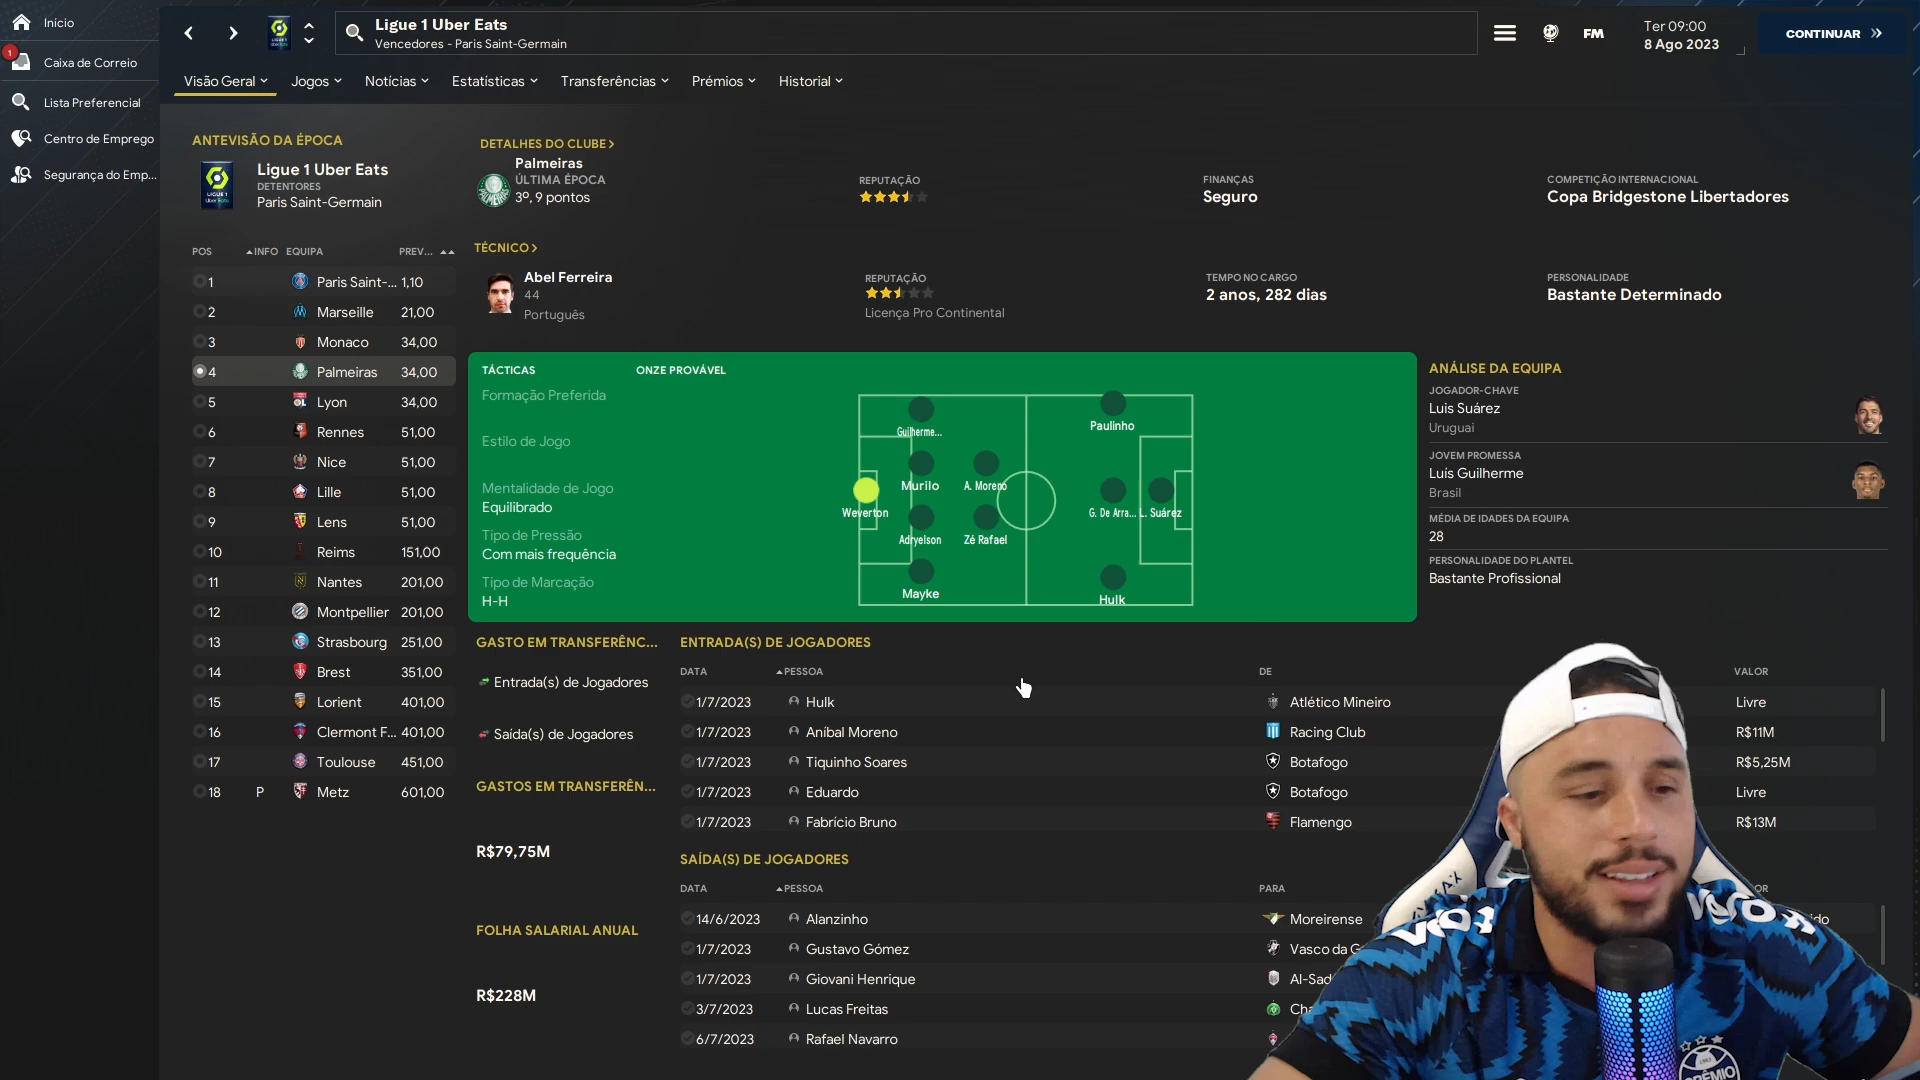 Início
1
Caixa de Correio
Lista Preferencial
Centro de Emprego
Segurança do Emp...
Ligue 1 Uber Eats
Vencedores - Paris Saint-Germain
FM
Ter 09:00
8 Ago 2023
CONTINUAR
Visão Geral
Jogos
Notícias
Estatísticas
Transferências
Prémios
Historial
ANTEVISÃO DA ÉPOCA
Ligue 1 Uber Eats
DETENTORES
Paris Saint-Germain
POS INFO EQUIPA PREV...
1 Paris Saint-... 1,10
2 Marseille 21,00
3 Monaco 34,00
4 Palmeiras 34,00
5 Lyon 34,00
6 Rennes 51,00
7 Nice 51,00
8 Lille 51,00
9 Lens 51,00
10 Reims 151,00
11 Nantes 201,00
12 Montpellier 201,00
13 Strasbourg 251,00
14 Brest 351,00
15 Lorient 401,00
16 Clermont F... 401,00
17 Toulouse 451,00
18 P Metz 601,00
DETALHES DO CLUBE >
Palmeiras
ÚLTIMA ÉPOCA
3º, 9 pontos
REPUTAÇÃO
FINANÇAS
Seguro
COMPETIÇÃO INTERNACIONAL
Copa Bridgestone Libertadores
TÉCNICO >
Abel Ferreira
44
Português
REPUTAÇÃO
Licença Pro Continental
TEMPO NO CARGO
2 anos, 282 dias
PERSONALIDADE
Bastante Determinado
TÁCTICAS
Formação Preferida
Estilo de Jogo
Mentalidade de Jogo
Equilibrado
Tipo de Pressão
Com mais frequência
Tipo de Marcação
H-H
ONZE PROVÁVEL
Guilherme...
Paulinho
Murilo
A. Moreno
Weverton
G. De Arra...
L. Suárez
Adryelson
Zé Rafael
Mayke
Hulk
ANÁLISE DA EQUIPA
JOGADOR-CHAVE
Luis Suárez
Uruguai
JOVEM PROMESSA
Luís Guilherme
Brasil
MÉDIA DE IDADES DA EQUIPA
28
PERSONALIDADE DO PLANTEL
Bastante Profissional
GASTO EM TRANSFERÊNC...
Entrada(s) de Jogadores
Saída(s) de Jogadores
GASTOS EM TRANSFERÊN...
R$79,75M
FOLHA SALARIAL ANUAL
R$228M
ENTRADA(S) DE JOGADORES
DATA PESSOA DE VALOR
1/7/2023 Hulk Atlético Mineiro Livre
1/7/2023 Aníbal Moreno Racing Club R$11M
1/7/2023 Tiquinho Soares Botafogo R$5,25M
1/7/2023 Eduardo Botafogo Livre
1/7/2023 Fabrício Bruno Flamengo R$13M
SAÍDA(S) DE JOGADORES
DATA PESSOA PARA
14/6/2023 Alanzinho Moreirense
1/7/2023 Gustavo Gómez Vasco da
1/7/2023 Giovani Henrique Al-Sad
3/7/2023 Lucas Freitas
6/7/2023 Rafael Navarro
GRÊMIO